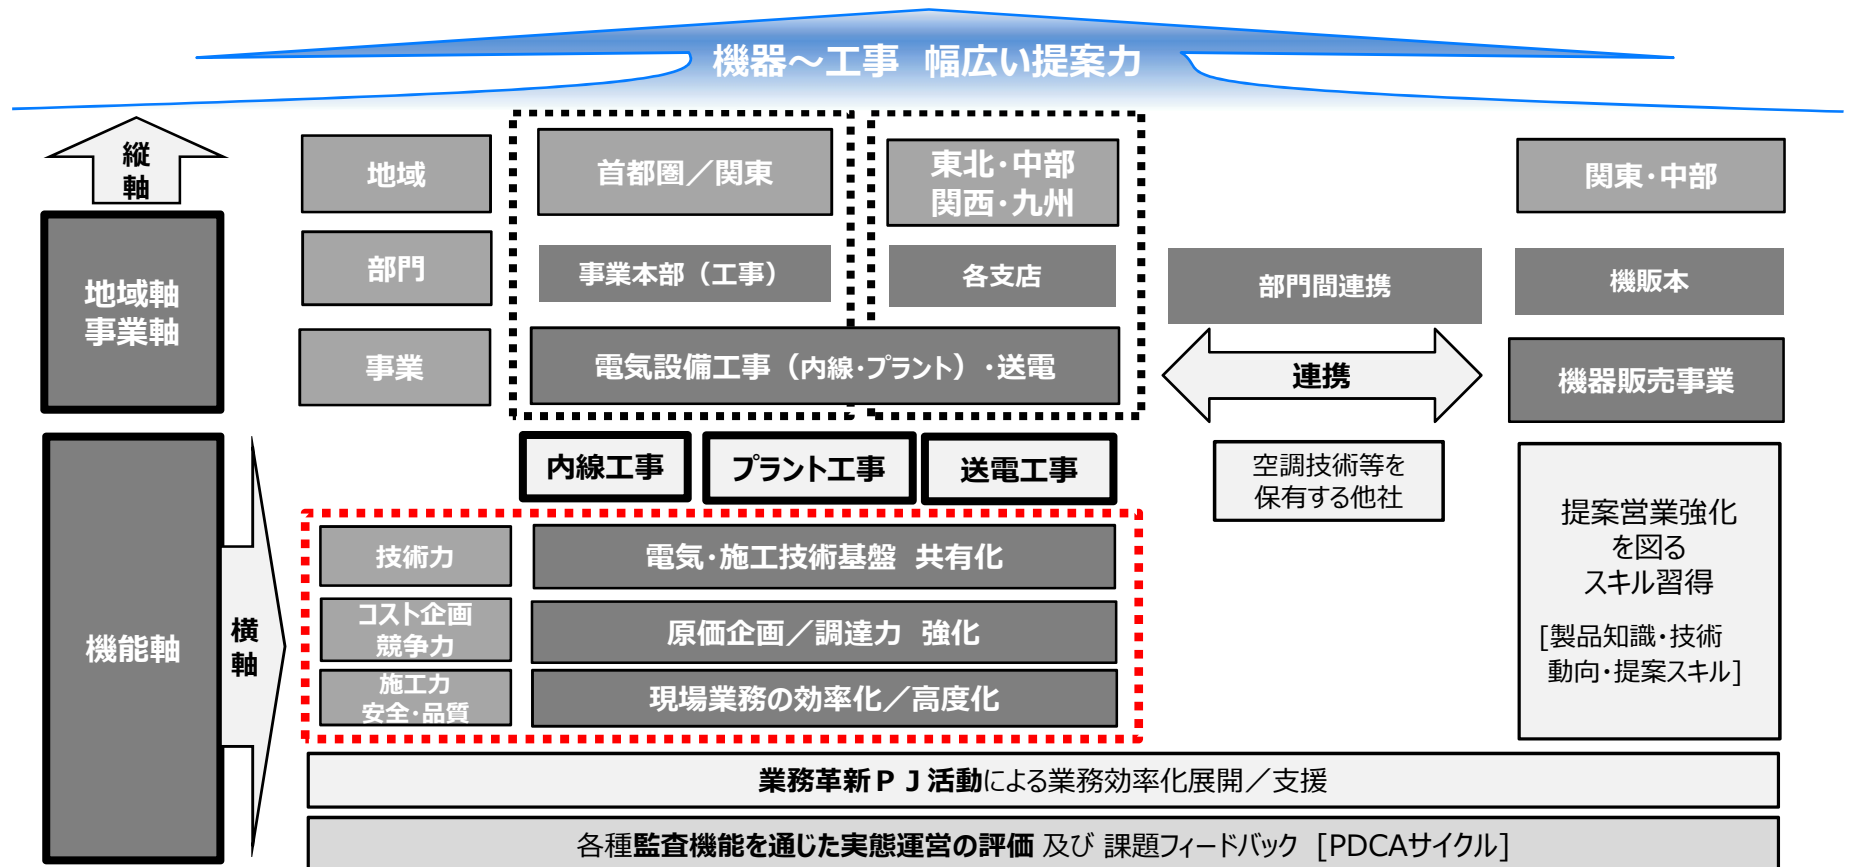 機器～工事 幅広い提案力
縦
軸
地域
首都圏／関東
東北・中部
関西・九州
関東・中部
地域軸
事業軸
部門
事業本部（工事）
各支店
部門間連携
機販本
事業
電気設備工事（内線・プラント）・送電
連携
機器販売事業
内線工事
プラント工事
送電工事
空調技術等を
保有する他社
機能軸
横
軸
技術力
電気・施工技術基盤 共有化
コスト企画
競争力
原価企画／調達力 強化
施工力
安全・品質
現場業務の効率化／高度化
提案営業強化
を図る
スキル習得
[製品知識・技術
動向・提案スキル]
業務革新ＰＪ活動による業務効率化展開／支援
各種監査機能を通じた実態運営の評価 及び 課題フィードバック [PDCAサイクル]